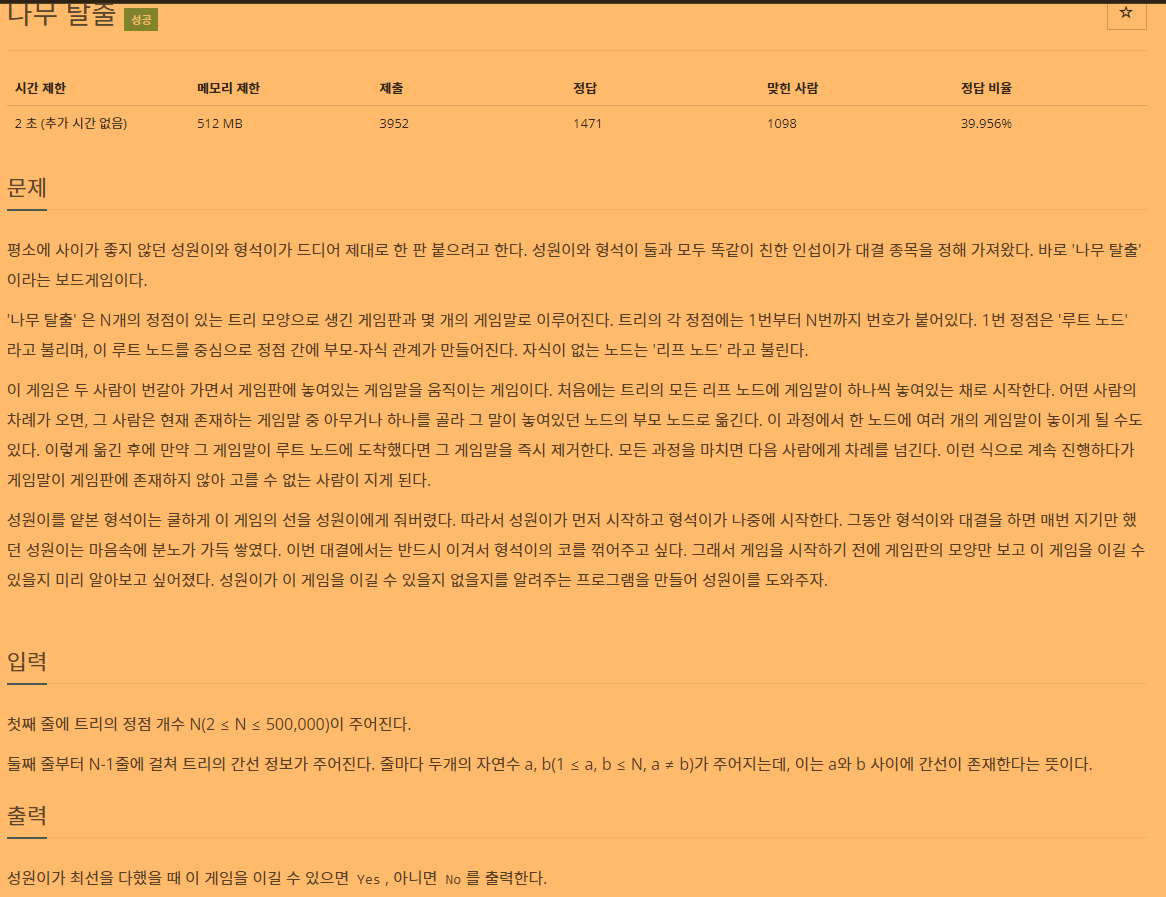 나무 탈출 성공
☆
시간 제한 메모리 제한 제출 정답 맞힌 사람 정답 비율
2 초 (추가 시간 없음) 512 MB 3952 1471 1098 39.956%
문제
평소에 사이가 좋지 않던 성원이와 형석이가 드디어 제대로 한 판 붙으려고 한다. 성원이와 형석이 둘과 모두 똑같이 친한 인섭이가 대결 종목을 정해 가져왔다. 바로 '나무 탈출'
이라는 보드게임이다.
'나무 탈출' 은 N개의 정점이 있는 트리 모양으로 생긴 게임판과 몇 개의 게임말로 이루어진다. 트리의 각 정점에는 1번부터 N번까지 번호가 붙어있다. 1번 정점은 '루트 노드'
라고 불리며, 이 루트 노드를 중심으로 정점 간에 부모-자식 관계가 만들어진다. 자식이 없는 노드는 '리프 노드' 라고 불린다.
이 게임은 두 사람이 번갈아 가면서 게임판에 놓여있는 게임말을 움직이는 게임이다. 처음에는 트리의 모든 리프 노드에 게임말이 하나씩 놓여있는 채로 시작한다. 어떤 사람의
차례가 오면, 그 사람은 현재 존재하는 게임말 중 아무거나 하나를 골라 그 말이 놓여있던 노드의 부모 노드로 옮긴다. 이 과정에서 한 노드에 여러 개의 게임말이 놓이게 될 수도
있다. 이렇게 옮긴 후에 만약 그 게임말이 루트 노드에 도착했다면 그 게임말을 즉시 제거한다. 모든 과정을 마치면 다음 사람에게 차례를 넘긴다. 이런 식으로 계속 진행하다가
게임말이 게임판에 존재하지 않아 고를 수 없는 사람이 지게 된다.
성원이를 얕본 형석이는 쿨하게 이 게임의 선을 성원이에게 줘버렸다. 따라서 성원이가 먼저 시작하고 형석이가 나중에 시작한다. 그동안 형석이와 대결을 하면 매번 지기만 했
던 성원이는 마음속에 분노가 가득 쌓였다. 이번 대결에서는 반드시 이겨서 형석이의 코를 꺾어주고 싶다. 그래서 게임을 시작하기 전에 게임판의 모양만 보고 이 게임을 이길 수
있을지 미리 알아보고 싶어졌다. 성원이가 이 게임을 이길 수 있을지 없을지를 알려주는 프로그램을 만들어 성원이를 도와주자.
입력
첫째 줄에 트리의 정점 개수 N(2 ≤ N ≤ 500,000)이 주어진다.
둘째 줄부터 N-1줄에 걸쳐 트리의 간선 정보가 주어진다. 줄마다 두개의 자연수 a, b(1 ≤ a, b ≤ N, a ≠ b)가 주어지는데, 이는 a와 b 사이에 간선이 존재한다는 뜻이다.
출력
성원이가 최선을 다했을 때 이 게임을 이길 수 있으면 Yes , 아니면 No 를 출력한다.